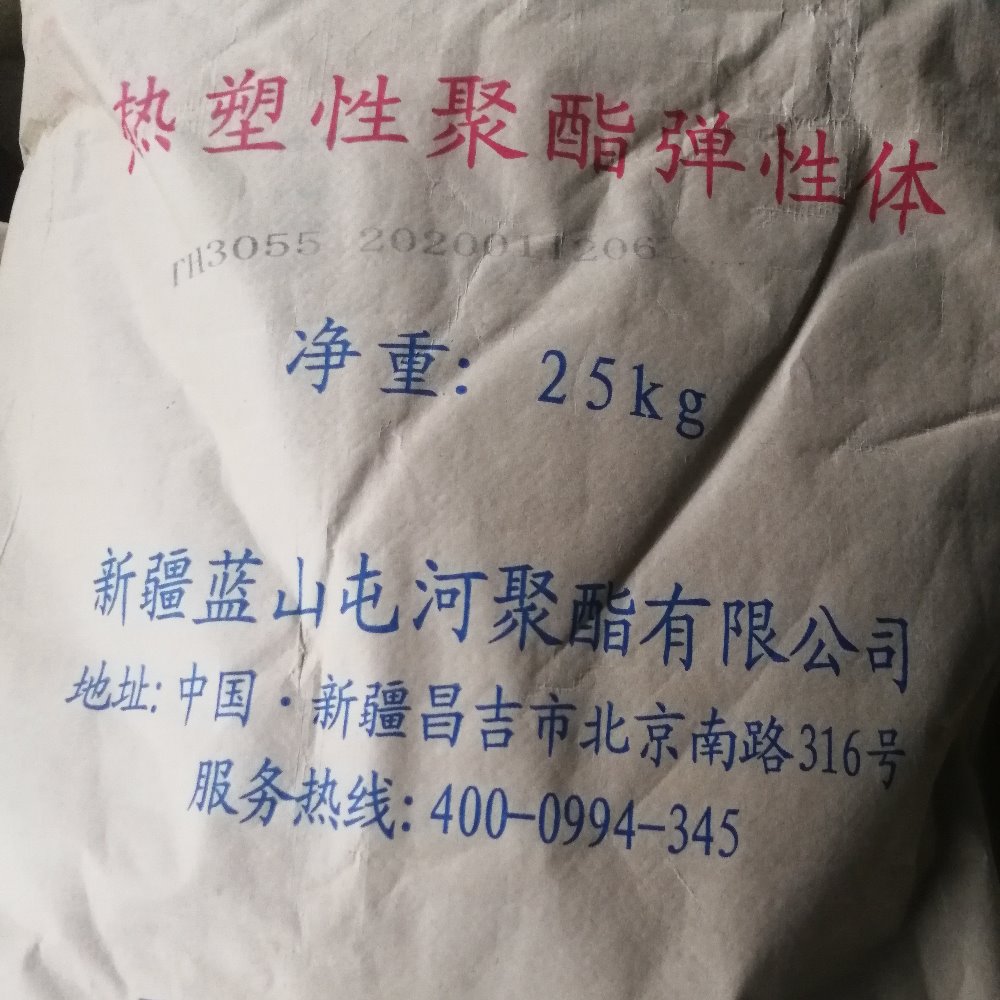 热塑性聚酯弹性体
TH3055 2020011206
净重: 25kg
新疆蓝山屯河聚酯有限公司
地址: 中国·新疆昌吉市北京南路316号
服务热线: 400-0994-345